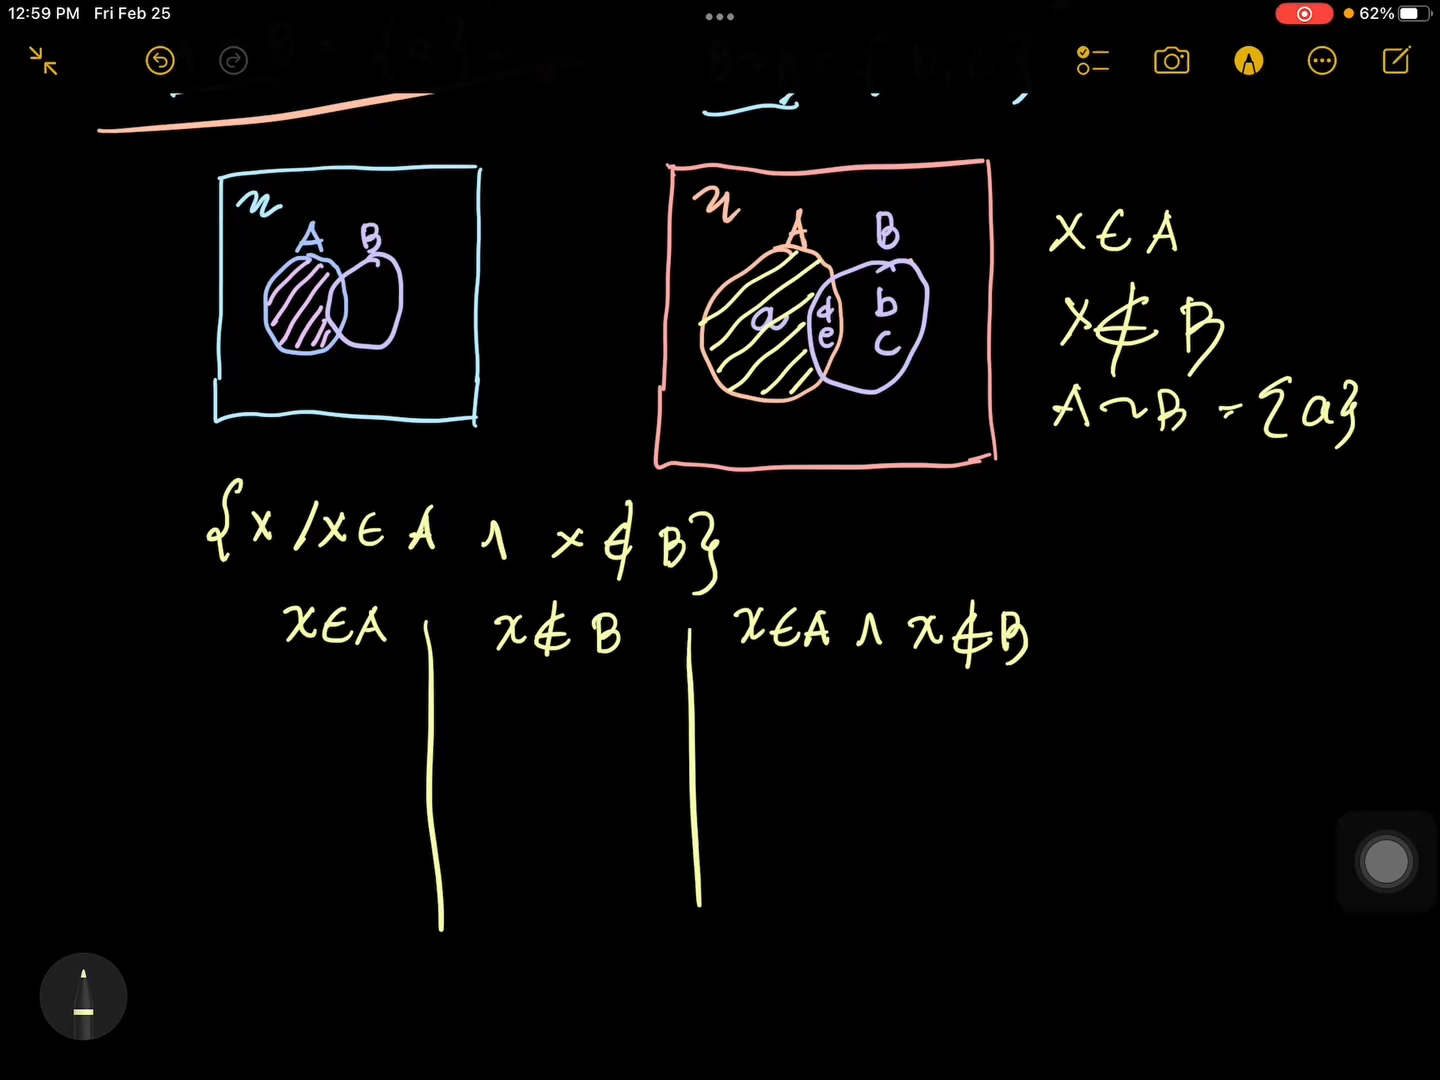 12:59 PM Fri Feb 25
62%
A B
A B
a d e b c
x ∈ A
x ∉ B
A ~ B = {a}
{x / x ∈ A ∧ x ∉ B}
x ∈ A x ∉ B x ∈ A ∧ x ∉ B